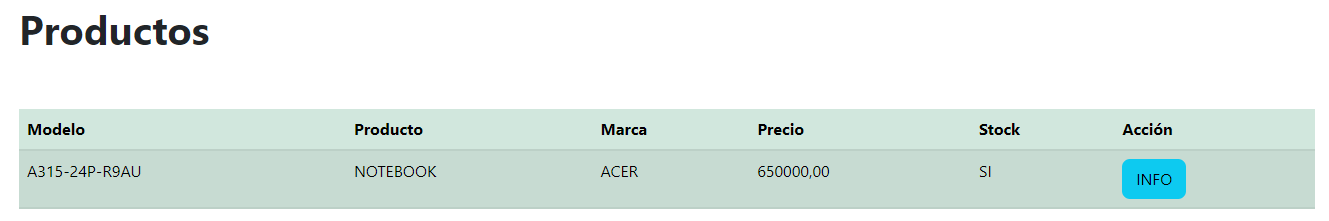 Productos
Modelo Producto Marca Precio Stock Acción
A315-24P-R9AU NOTEBOOK ACER 650000,00 SI INFO